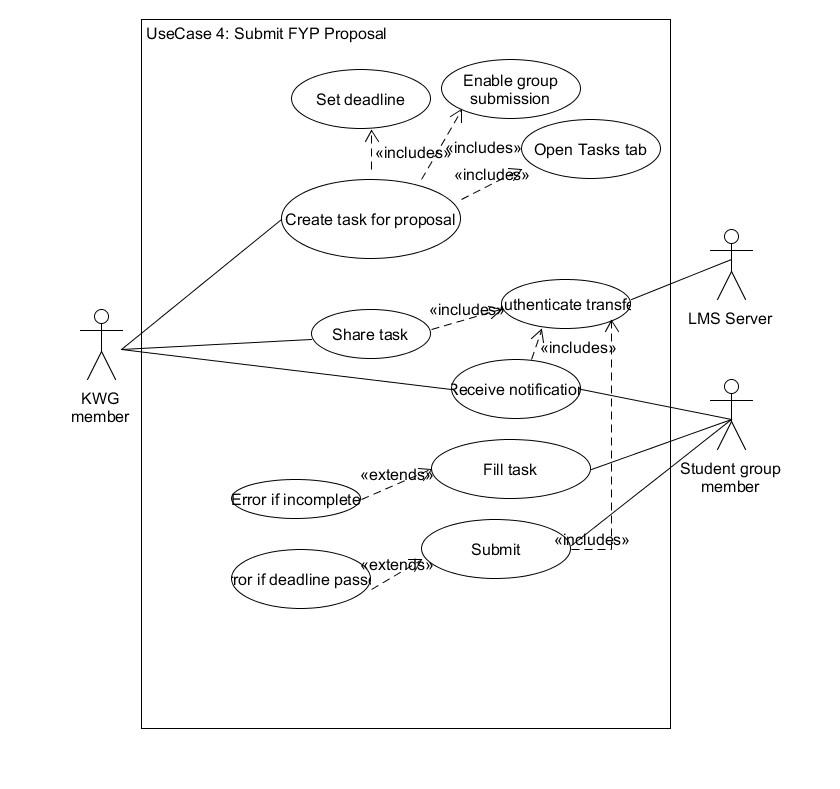 UseCase 4: Submit FYP Proposal
Enable group
submission
Set deadline
«includes»
«includes»
Open Tasks tab
«includes»
Create task for proposal
LMS Server
«includes»
uthenticate transfe
Share task
«includes»
KWG
member
Receive notification
Student group
member
Fill task
«extends»
Error if incomplete
«includes»
Submit
«extends»
ror if deadline pass